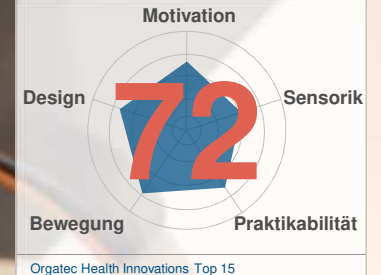 Motivation
Design
Sensorik
72
Bewegung
Praktikabilität
Orgatec Health Innovations Top 15